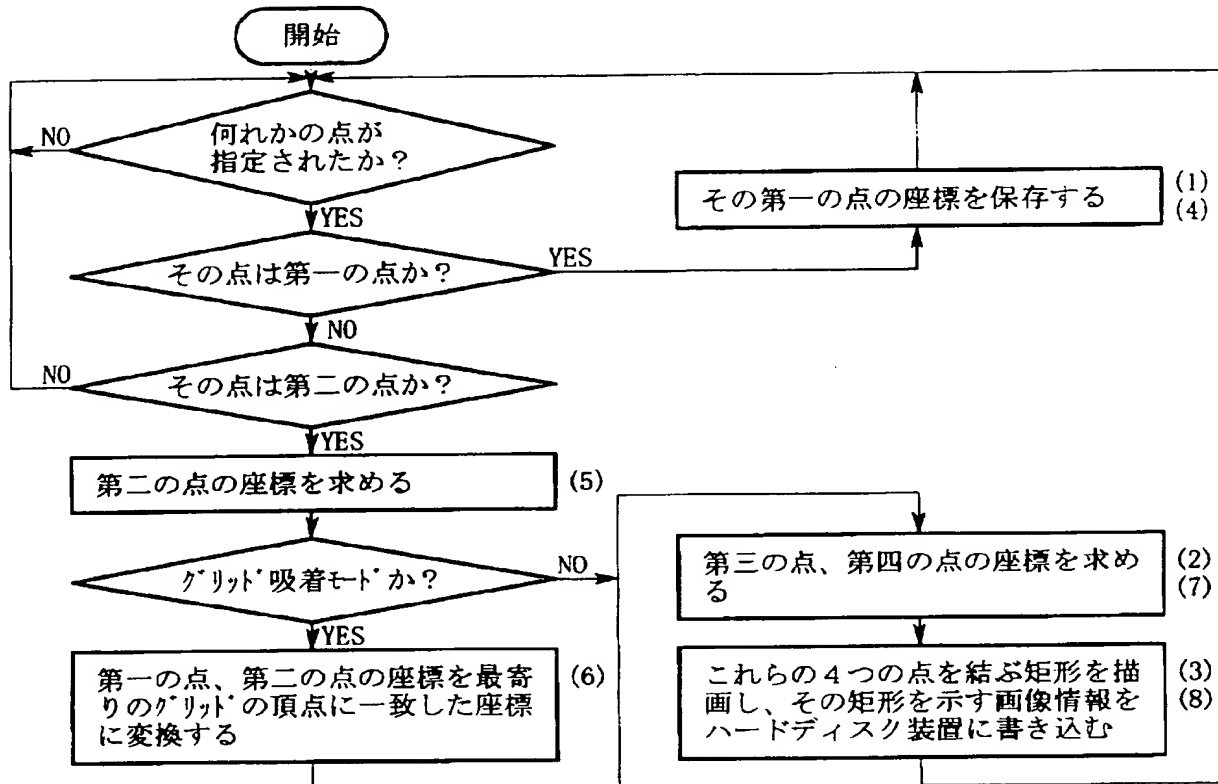 開始
何れかの点が
指定されたか?
NO
YES
その点は第一の点か?
YES
その第一の点の座標を保存する
(1)
(4)
NO
その点は第二の点か?
NO
YES
第二の点の座標を求める
(5)
グリッド吸着モードか?
NO
YES
第一の点、第二の点の座標を最寄
りのグリッドの頂点に一致した座標
に変換する
(6)
第三の点、第四の点の座標を求め
る
(2)
(7)
これらの4つの点を結ぶ矩形を描
画し、その矩形を示す画像情報を
ハードディスク装置に書き込む
(3)
(8)